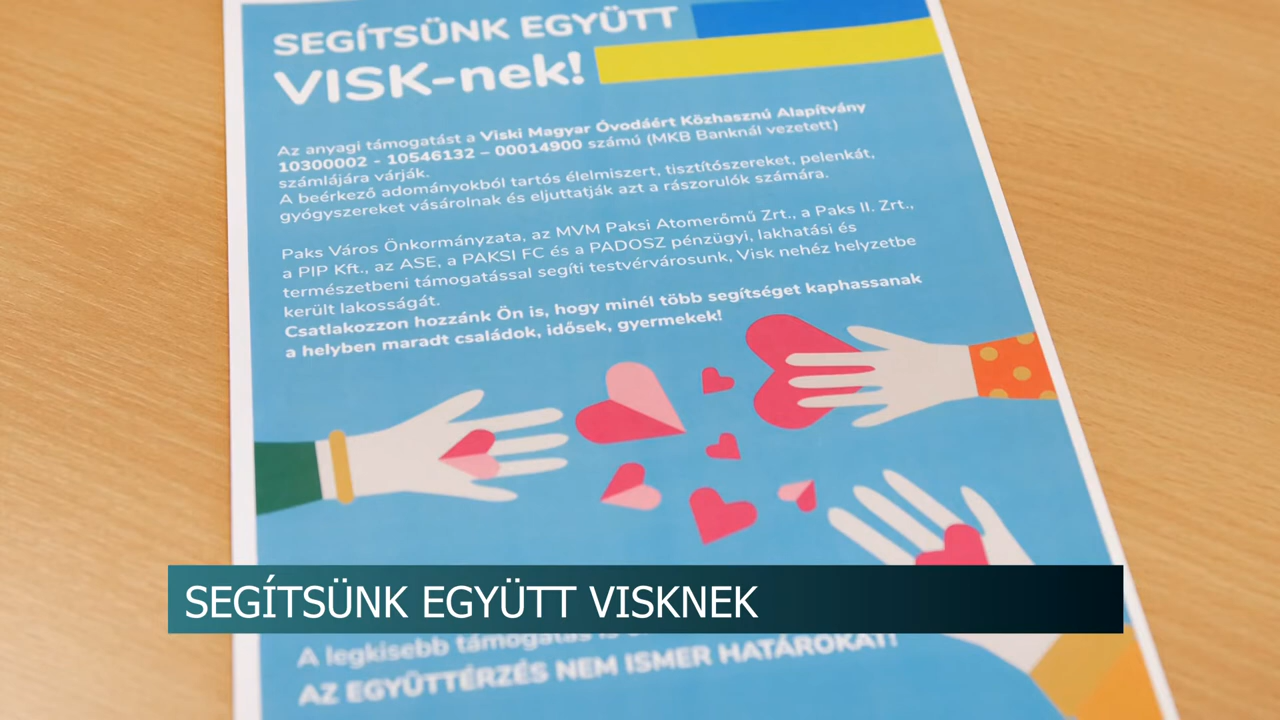 SEGÍTSÜNK EGYÜTT
VISK-nek!
Az anyagi támogatást a Viski Magyar Óvodáért Közhasznú Alapítvány
10300002 - 10546132 – 00014900 számú (MKB Banknál vezetett)
számlájára várják.
A beérkező adományokból tartós élelmiszert, tisztítószereket, pelenkát,
gyógyszereket vásárolnak és eljuttatják azt a rászorulók számára.
Paks Város Önkormányzata, az MVM Paksi Atomerőmű Zrt., a Paks II. Zrt.,
a PIP Kft., az ASE, a PAKSI FC és a PADOSZ pénzügyi, lakhatási és
természetbeni támogatással segíti testvérvárosunk, Visk nehéz helyzetbe
került lakosságát.
Csatlakozzon hozzánk Ön is, hogy minél több segítséget kaphassanak
a helyben maradt családok, idősek, gyermekek!
SEGÍTSÜNK EGYÜTT VISKNEK
A legkisebb támogatás is
AZ EGYÜTTÉRZÉS NEM ISMER HATÁROKAT!